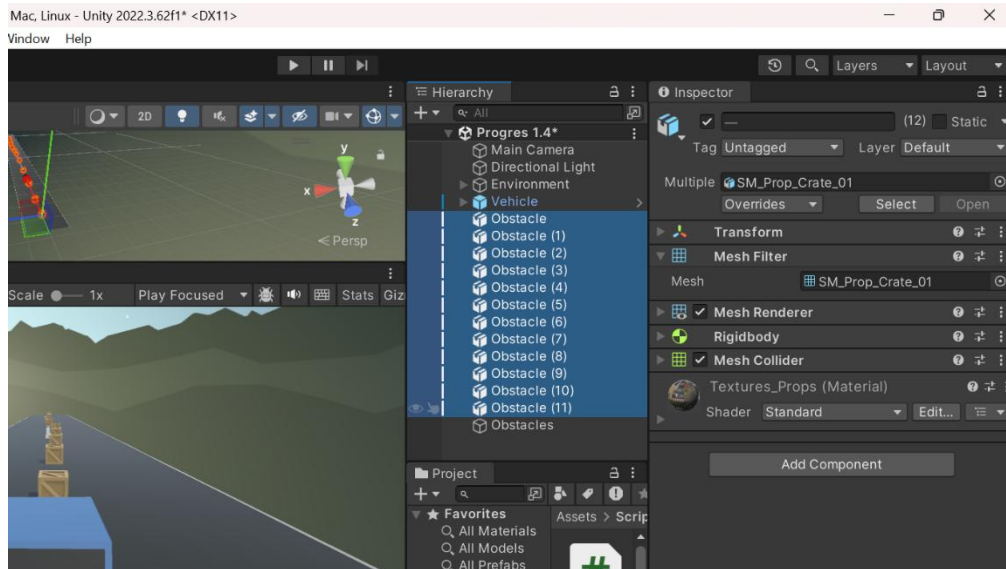 Mac, Linux - Unity 2022.3.62f1* <DX11>
Window Help
Layers Layout
2D
y
x
z
Persp
Scale 1x Play Focused Stats Giz
Hierarchy
All
Progres 1.4*
Main Camera
Directional Light
Environment
Vehicle
Obstacle
Obstacle (1)
Obstacle (2)
Obstacle (3)
Obstacle (4)
Obstacle (5)
Obstacle (6)
Obstacle (7)
Obstacle (8)
Obstacle (9)
Obstacle (10)
Obstacle (11)
Obstacles
Project
Favorites
All Materials
All Models
All Prefabs
Assets > Scrip
#
Inspector
— (12) Static
Tag Untagged Layer Default
Multiple SM_Prop_Crate_01
Overrides Select Open
Transform
Mesh Filter
Mesh SM_Prop_Crate_01
Mesh Renderer
Rigidbody
Mesh Collider
Textures_Props (Material)
Shader Standard Edit...
Add Component